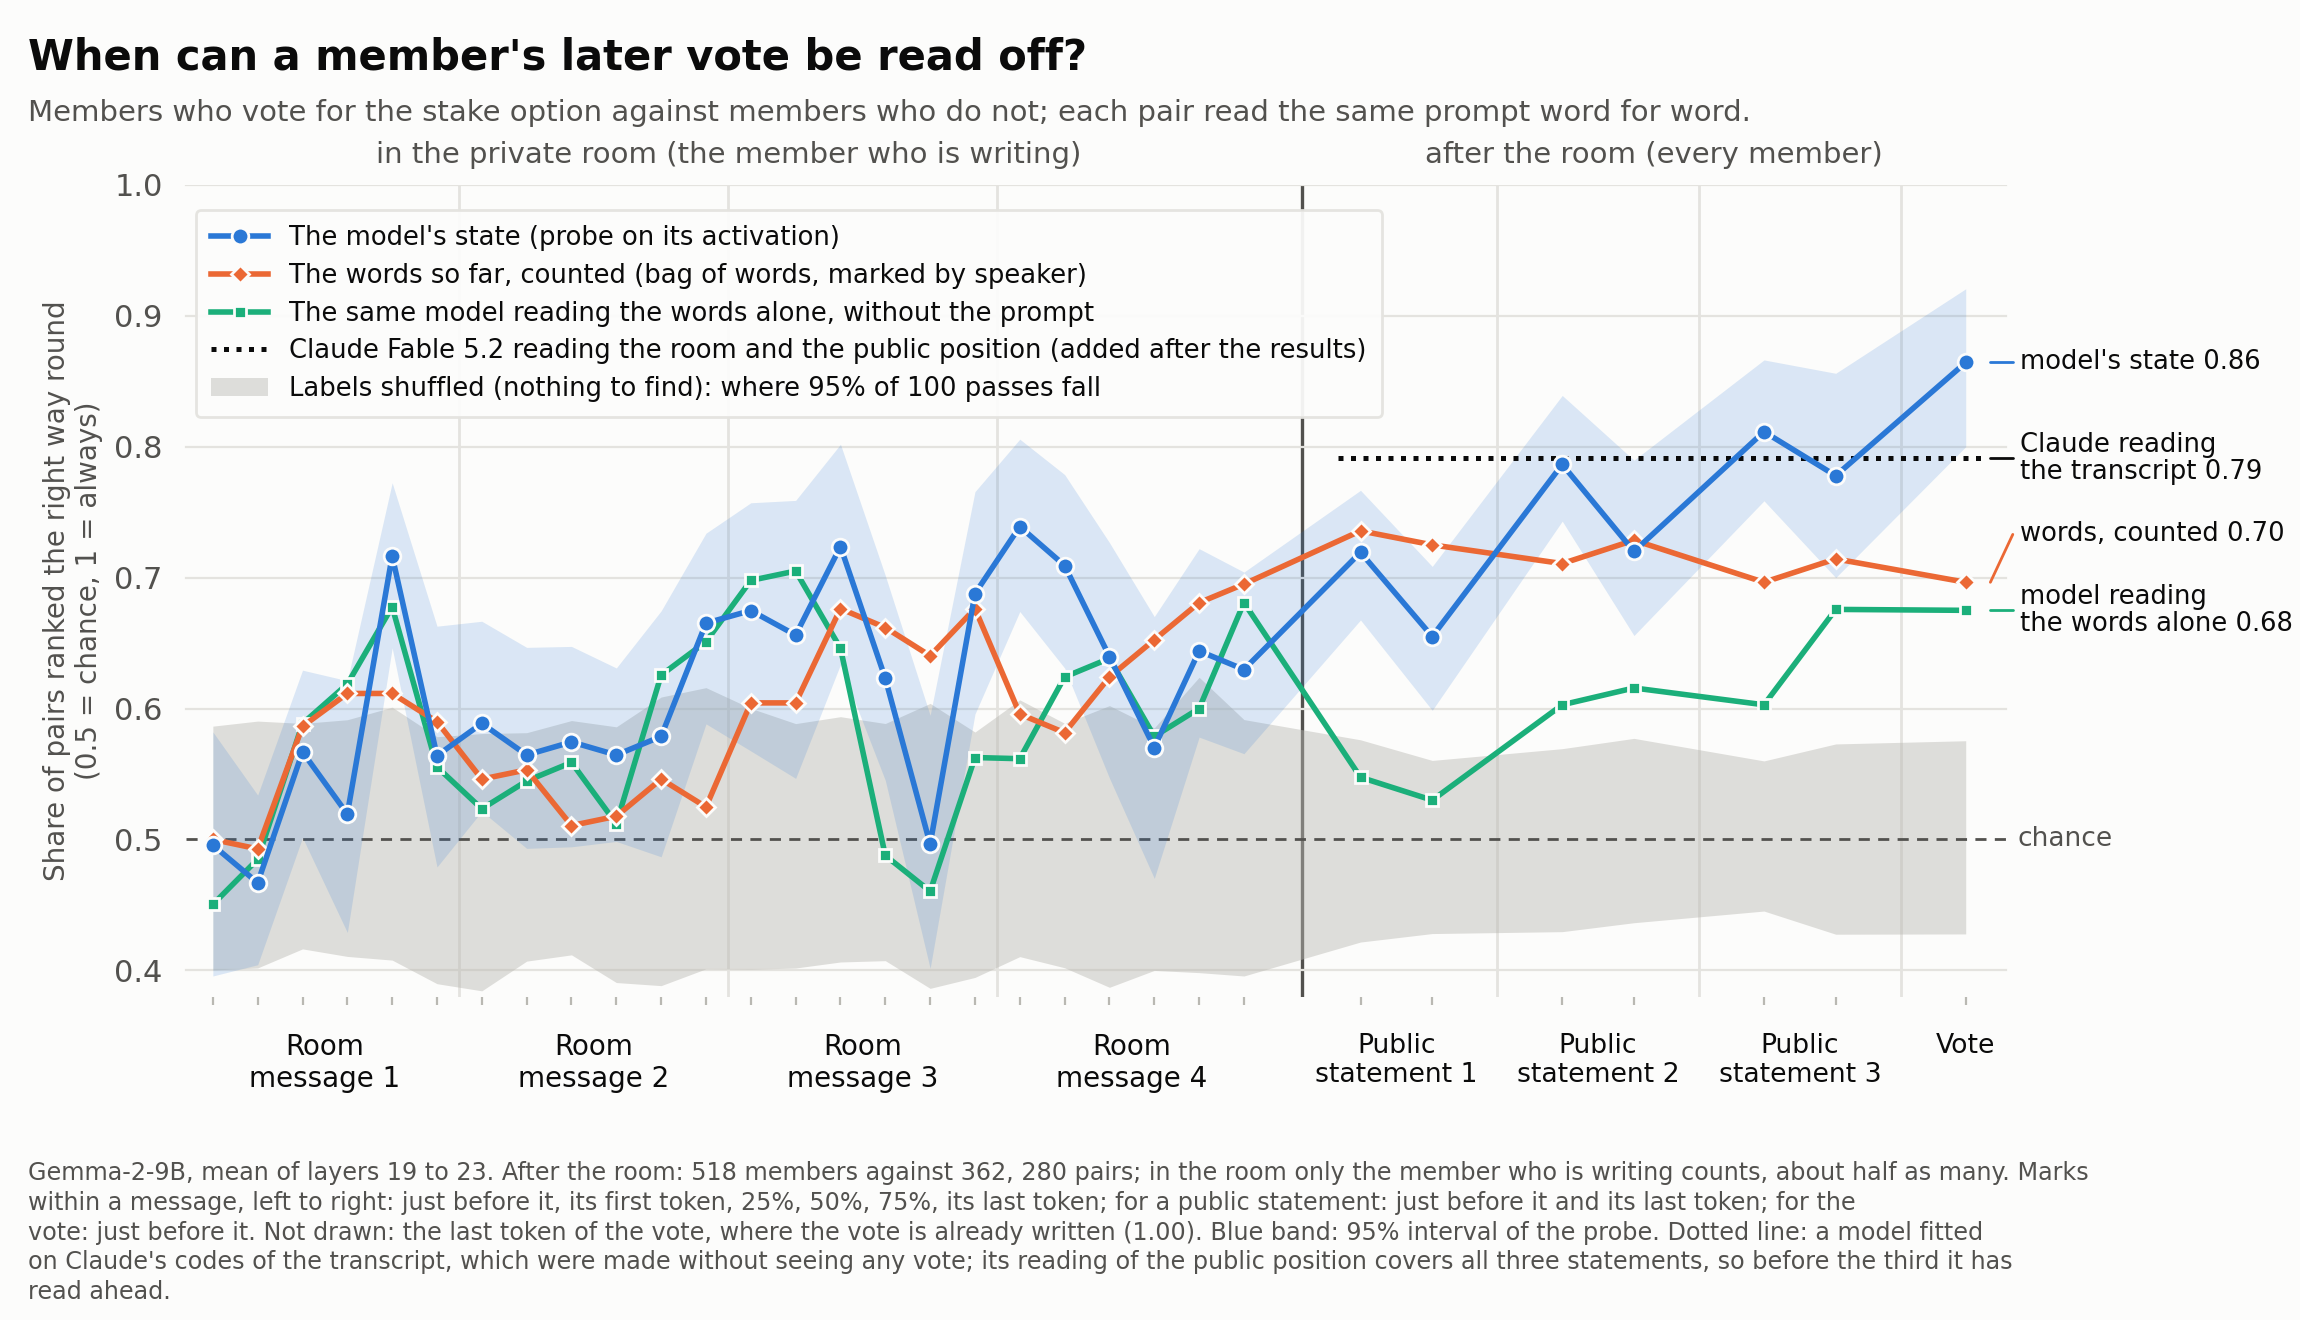 When can a member's later vote be read off?
Members who vote for the stake option against members who do not; each pair read the same prompt word for word.
in the private room (the member who is writing)
after the room (every member)
Share of pairs ranked the right way round
(0.5 = chance, 1 = always)
1.0
0.9
0.8
0.7
0.6
0.5
0.4
The model's state (probe on its activation)
The words so far, counted (bag of words, marked by speaker)
The same model reading the words alone, without the prompt
Claude Fable 5.2 reading the room and the public position (added after the results)
Labels shuffled (nothing to find): where 95% of 100 passes fall
model's state 0.86
Claude reading
the transcript 0.79
words, counted 0.70
model reading
the words alone 0.68
chance
Room
message 1
Room
message 2
Room
message 3
Room
message 4
Public
statement 1
Public
statement 2
Public
statement 3
Vote
Gemma-2-9B, mean of layers 19 to 23. After the room: 518 members against 362, 280 pairs; in the room only the member who is writing counts, about half as many. Marks
within a message, left to right: just before it, its first token, 25%, 50%, 75%, its last token; for a public statement: just before it and its last token; for the
vote: just before it. Not drawn: the last token of the vote, where the vote is already written (1.00). Blue band: 95% interval of the probe. Dotted line: a model fitted
on Claude's codes of the transcript, which were made without seeing any vote; its reading of the public position covers all three statements, so before the third it has
read ahead.